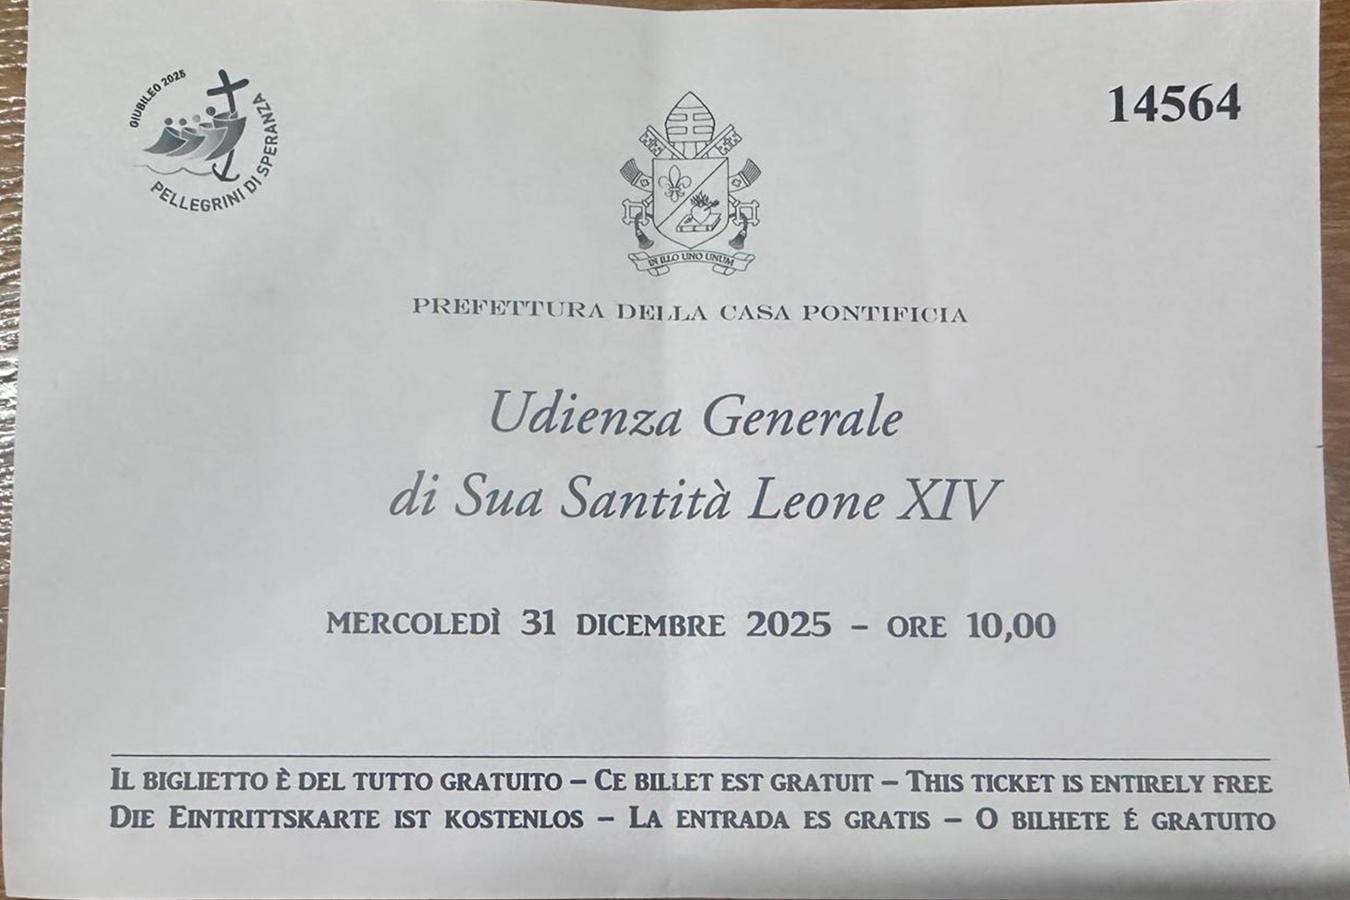 GIUBILEO 2025
PELLEGRINI DI SPERANZA
14564
IN ILLO UNO UNUM
PREFETTURA DELLA CASA PONTIFICIA
Udienza Generale
di Sua Santità Leone XIV
MERCOLEDÌ 31 DICEMBRE 2025 – ORE 10,00
IL BIGLIETTO È DEL TUTTO GRATUITO – CE BILLET EST GRATUIT – THIS TICKET IS ENTIRELY FREE
DIE EINTRITTSKARTE IST KOSTENLOS – LA ENTRADA ES GRATIS – O BILHETE É GRATUITO